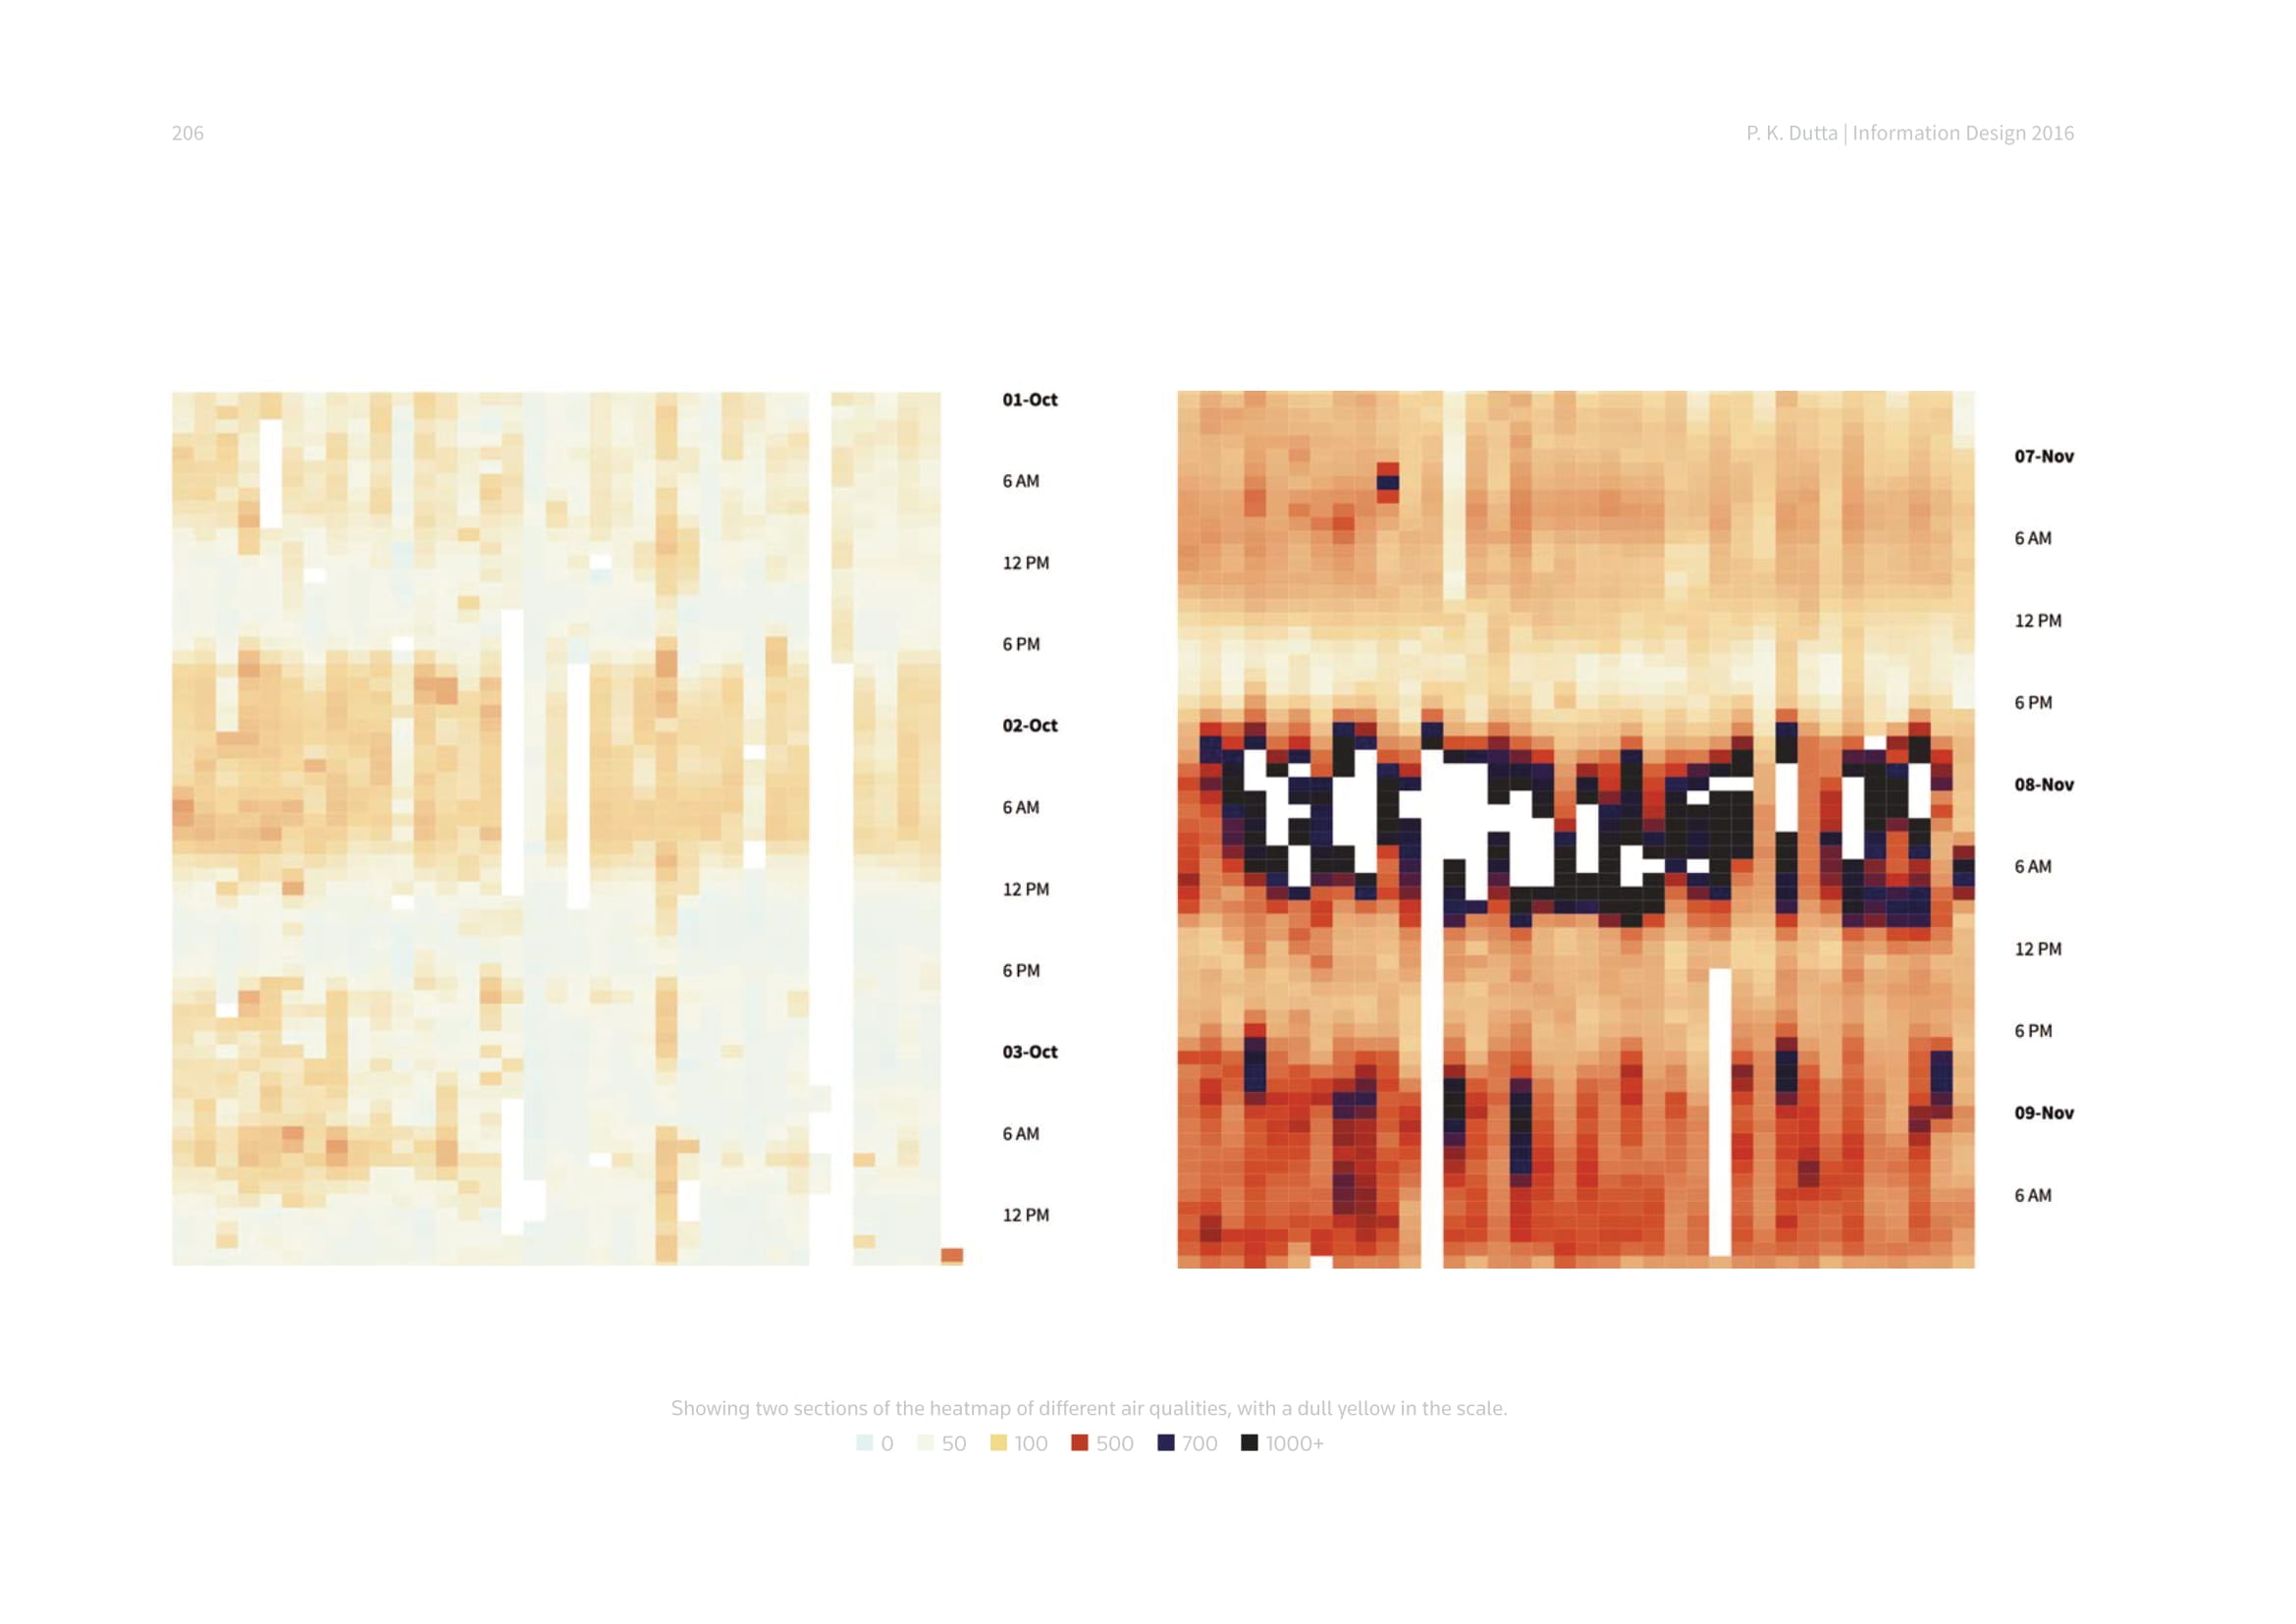 206
P. K. Dutta | Information Design 2016
01-Oct
6 AM
12 PM
6 PM
02-Oct
6 AM
12 PM
6 PM
03-Oct
6 AM
12 PM
07-Nov
6 AM
12 PM
6 PM
08-Nov
6 AM
12 PM
6 PM
09-Nov
6 AM
Showing two sections of the heatmap of different air qualities, with a dull yellow in the scale.
0 50 100 500 700 1000+